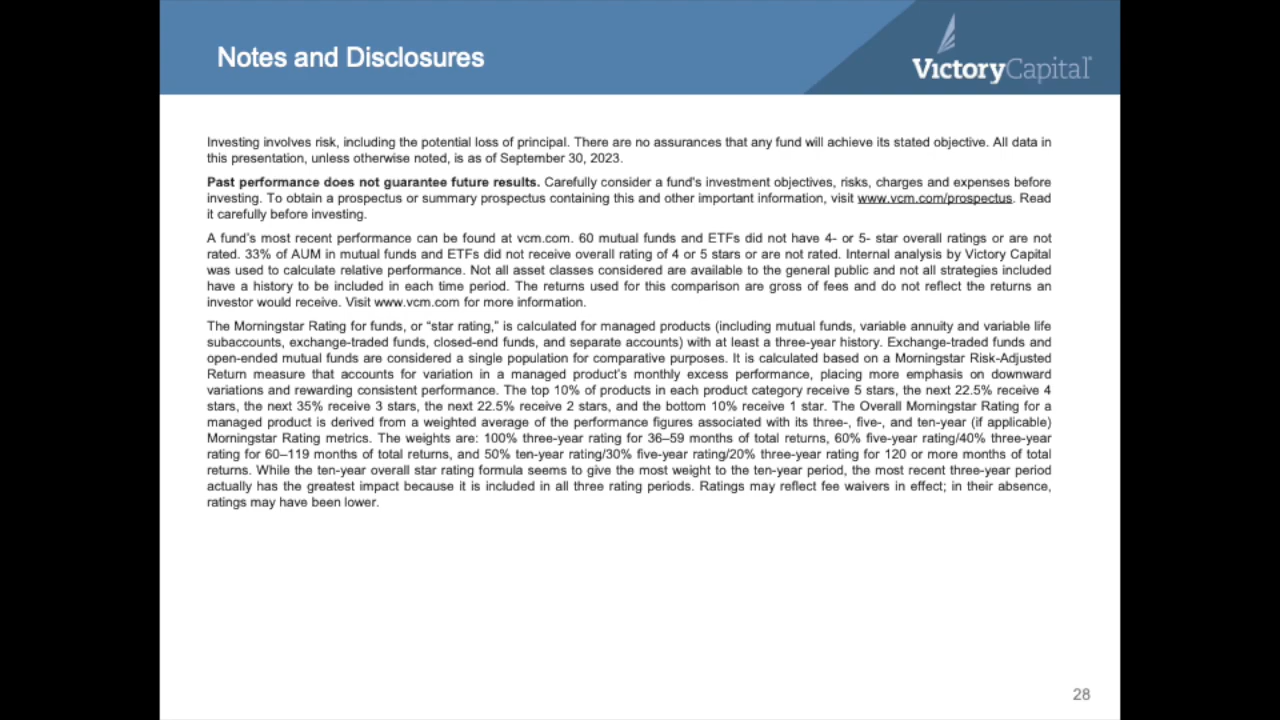 Notes and Disclosures
VictoryCapital®
Investing involves risk, including the potential loss of principal. There are no assurances that any fund will achieve its stated objective. All data in
this presentation, unless otherwise noted, is as of September 30, 2023.
Past performance does not guarantee future results. Carefully consider a fund's investment objectives, risks, charges and expenses before
investing. To obtain a prospectus or summary prospectus containing this and other important information, visit www.vcm.com/prospectus. Read
it carefully before investing.
A fund’s most recent performance can be found at vcm.com. 60 mutual funds and ETFs did not have 4- or 5- star overall ratings or are not
rated. 33% of AUM in mutual funds and ETFs did not receive overall rating of 4 or 5 stars or are not rated. Internal analysis by Victory Capital
was used to calculate relative performance. Not all asset classes considered are available to the general public and not all strategies included
have a history to be included in each time period. The returns used for this comparison are gross of fees and do not reflect the returns an
investor would receive. Visit www.vcm.com for more information.
The Morningstar Rating for funds, or “star rating,” is calculated for managed products (including mutual funds, variable annuity and variable life
subaccounts, exchange-traded funds, closed-end funds, and separate accounts) with at least a three-year history. Exchange-traded funds and
open-ended mutual funds are considered a single population for comparative purposes. It is calculated based on a Morningstar Risk-Adjusted
Return measure that accounts for variation in a managed product’s monthly excess performance, placing more emphasis on downward
variations and rewarding consistent performance. The top 10% of products in each product category receive 5 stars, the next 22.5% receive 4
stars, the next 35% receive 3 stars, the next 22.5% receive 2 stars, and the bottom 10% receive 1 star. The Overall Morningstar Rating for a
managed product is derived from a weighted average of the performance figures associated with its three-, five-, and ten-year (if applicable)
Morningstar Rating metrics. The weights are: 100% three-year rating for 36–59 months of total returns, 60% five-year rating/40% three-year
rating for 60–119 months of total returns, and 50% ten-year rating/30% five-year rating/20% three-year rating for 120 or more months of total
returns. While the ten-year overall star rating formula seems to give the most weight to the ten-year period, the most recent three-year period
actually has the greatest impact because it is included in all three rating periods. Ratings may reflect fee waivers in effect; in their absence,
ratings may have been lower.
28